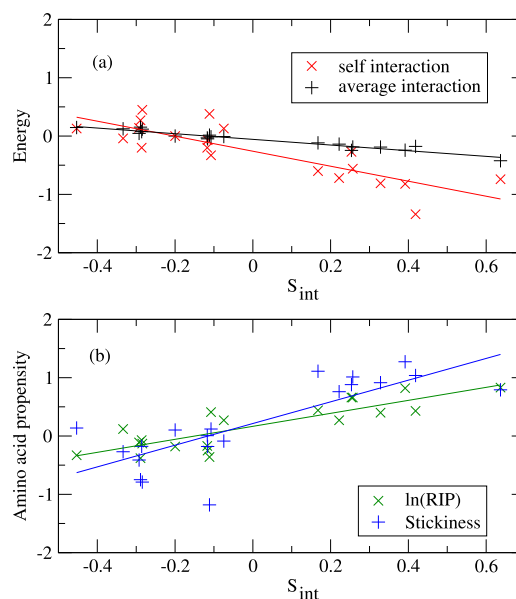 2
(a)
self interaction
average interaction
1
Energy
0
-1
-2
-0.4 -0.2 0 0.2 0.4 0.6
S_int
2
(b)
1
Amino acid propensity
0
-1
ln(RIP)
Stickiness
-2
-0.4 -0.2 0 0.2 0.4 0.6
S_int